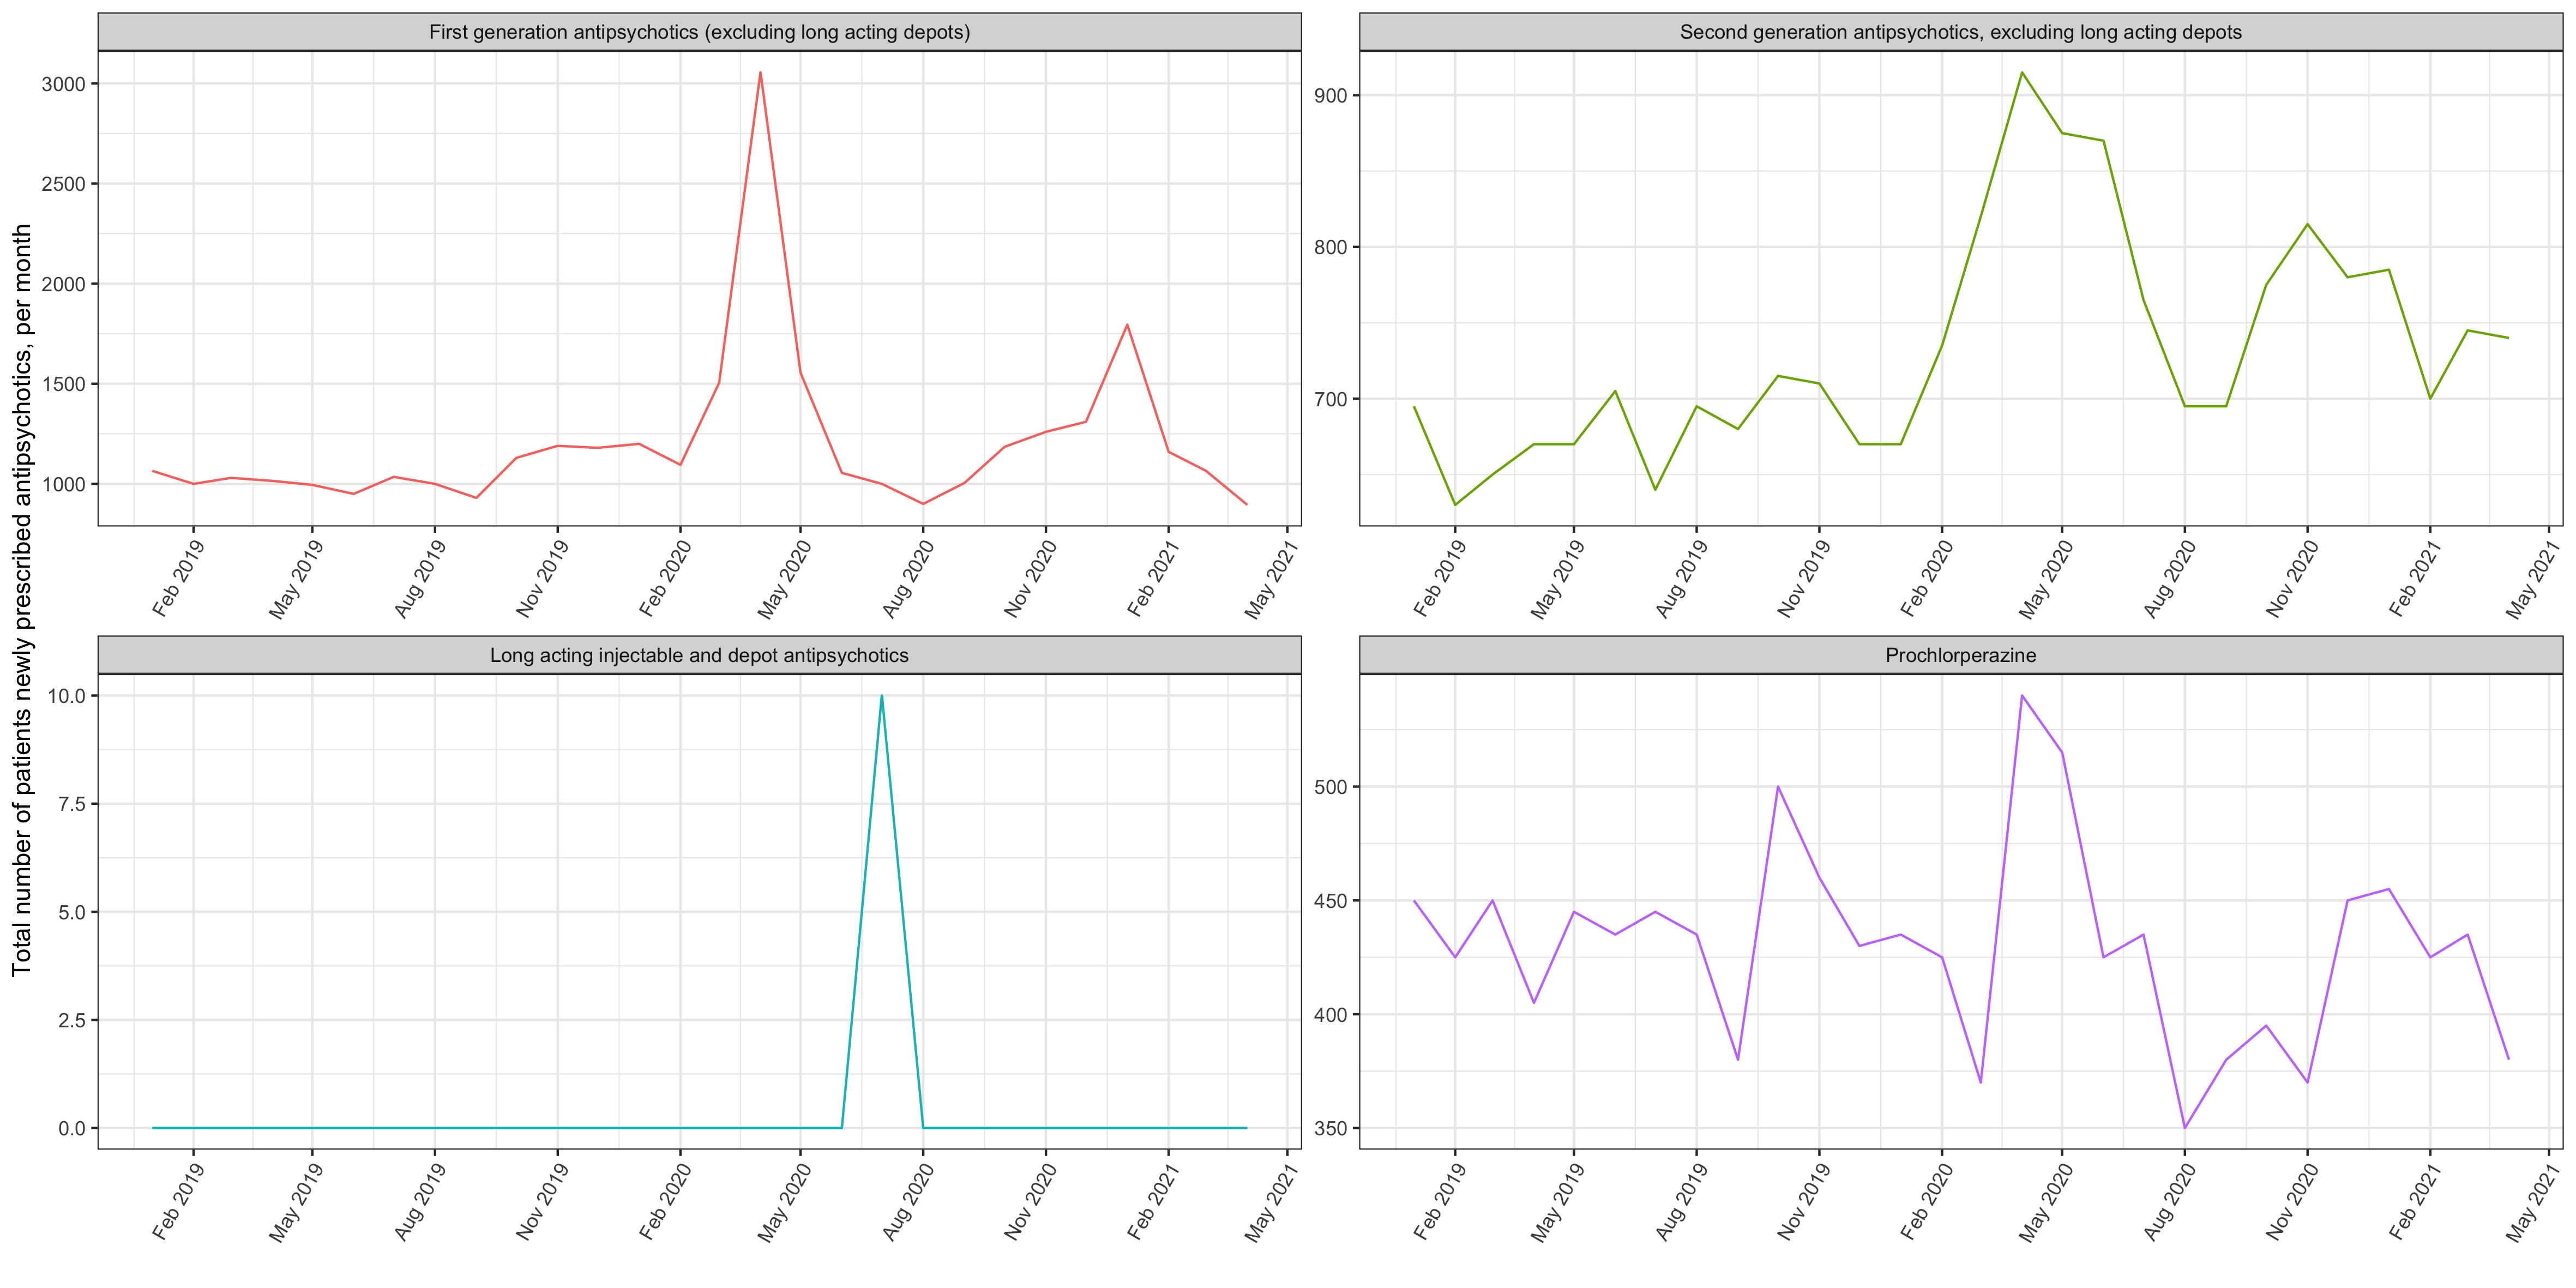 Total number of patients newly prescribed antipsychotics, per month
First generation antipsychotics (excluding long acting depots)
3000
2500
2000
1500
1000
Feb 2019
May 2019
Aug 2019
Nov 2019
Feb 2020
May 2020
Aug 2020
Nov 2020
Feb 2021
May 2021
Second generation antipsychotics, excluding long acting depots
900
800
700
Feb 2019
May 2019
Aug 2019
Nov 2019
Feb 2020
May 2020
Aug 2020
Nov 2020
Feb 2021
May 2021
Long acting injectable and depot antipsychotics
10.0
7.5
5.0
2.5
0.0
Feb 2019
May 2019
Aug 2019
Nov 2019
Feb 2020
May 2020
Aug 2020
Nov 2020
Feb 2021
May 2021
Prochlorperazine
500
450
400
350
Feb 2019
May 2019
Aug 2019
Nov 2019
Feb 2020
May 2020
Aug 2020
Nov 2020
Feb 2021
May 2021